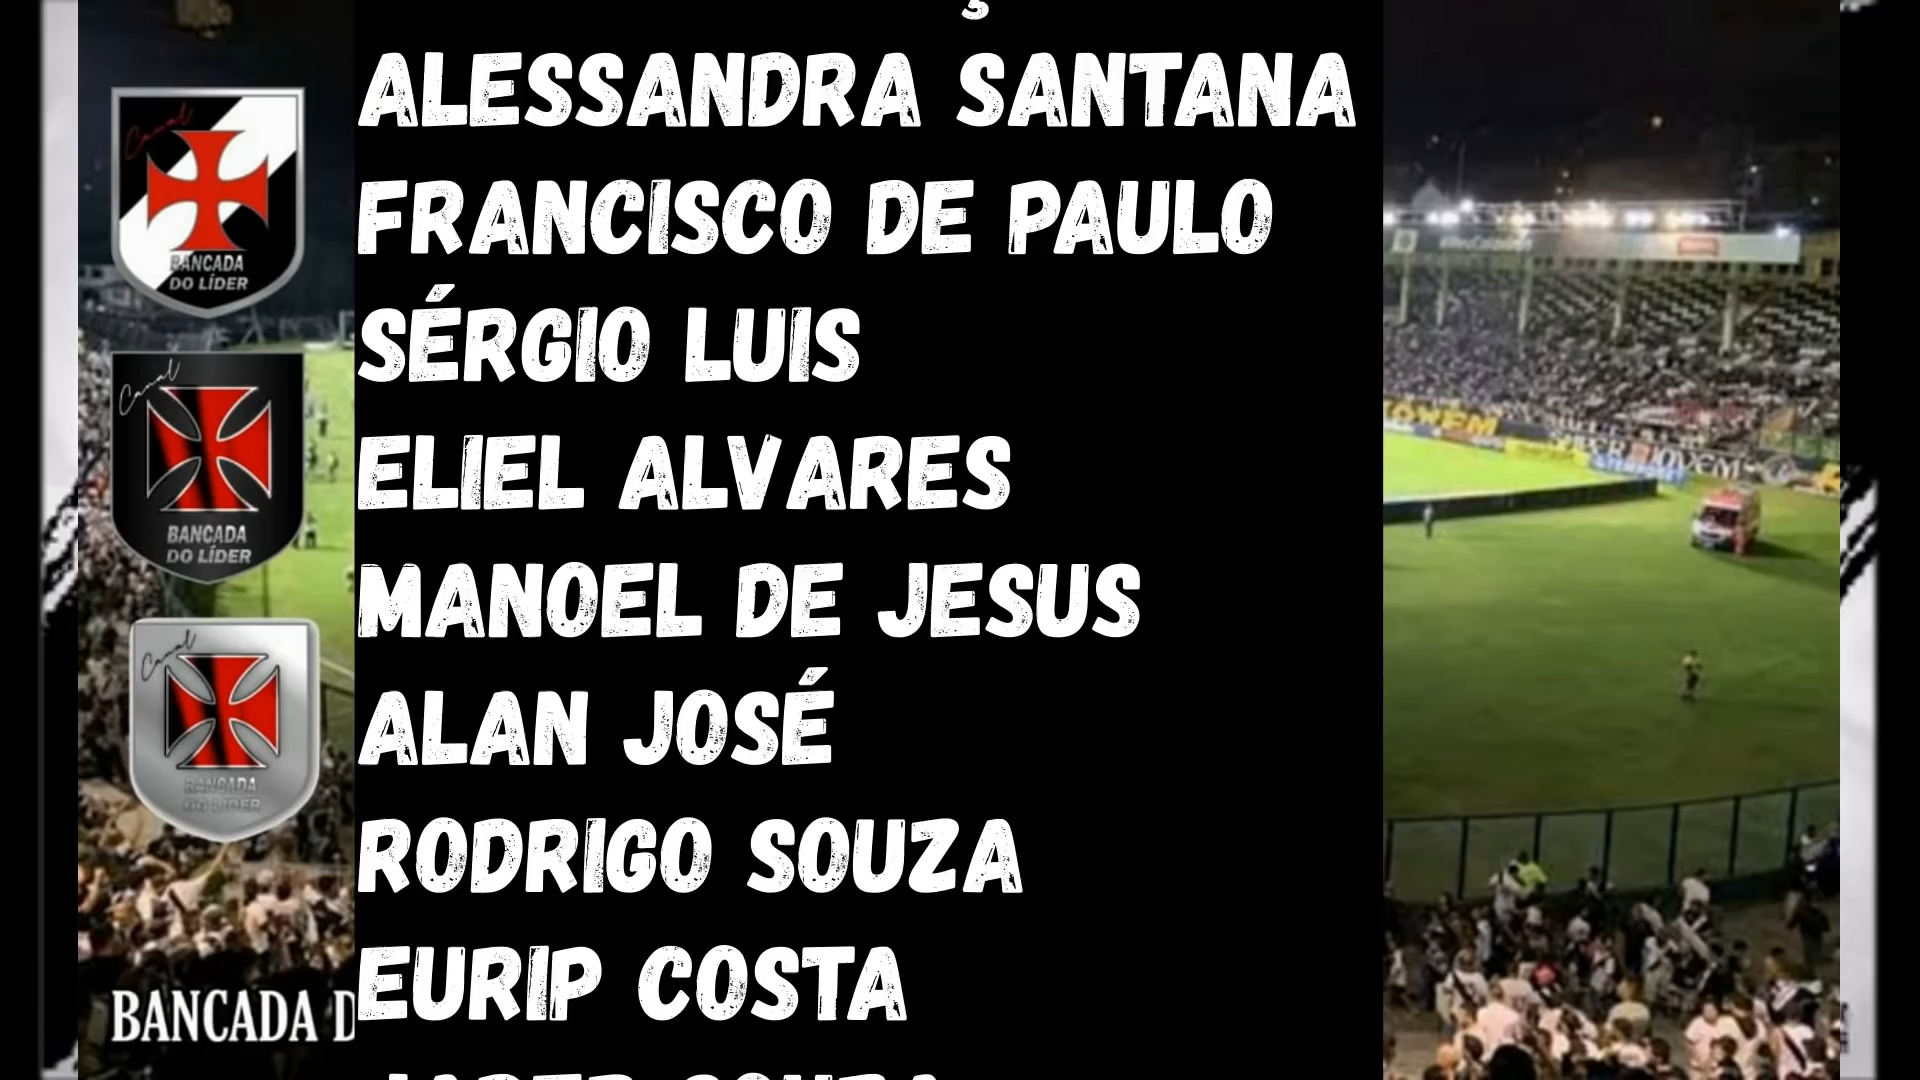 ALESSANDRA SANTANA
FRANCISCO DE PAULO
SÉRGIO LUIS
ELIEL ALVARES
MANOEL DE JESUS
ALAN JOSÉ
RODRIGO SOUZA
EURIP COSTA
Canal
BANCADA
DO LÍDER
Canal
BANCADA
DO LÍDER
Canal
BANCADA
DO LÍDER
BANCADA D